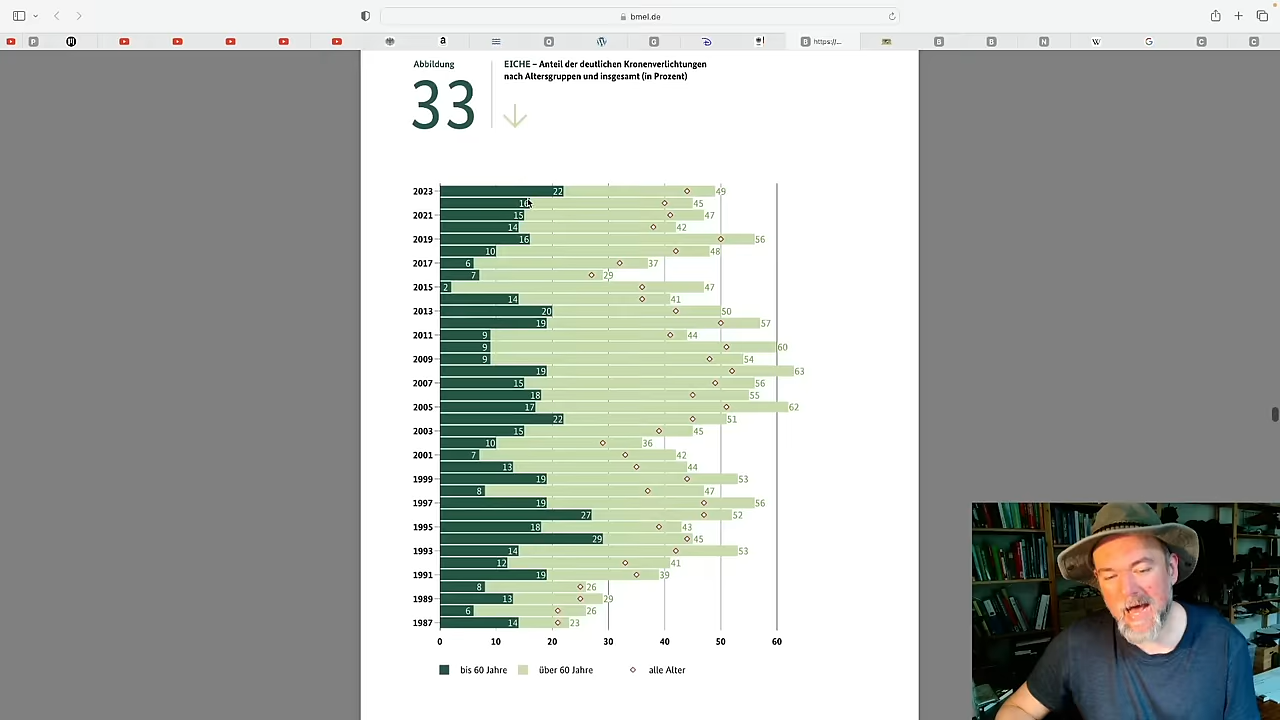 bmel.de
https://...
Abbildung
33
EICHE – Anteil der deutlichen Kronenverlichtungen
nach Altersgruppen und insgesamt (in Prozent)
2023 22 49
16 45
2021 15 47
14 42
2019 16 56
10 48
2017 6 37
7 29
2015 2 47
14 41
2013 20 50
19 57
2011 9 44
9 60
2009 9 54
19 63
2007 15 56
18 55
2005 17 62
22 51
2003 15 45
10 36
2001 7 42
13 44
1999 19 53
8 47
1997 19 56
27 52
1995 18 43
29 45
1993 14 53
12 41
1991 19 39
8 26
1989 13 29
6 26
1987 14 23
0 10 20 30 40 50 60
bis 60 Jahre über 60 Jahre alle Alter